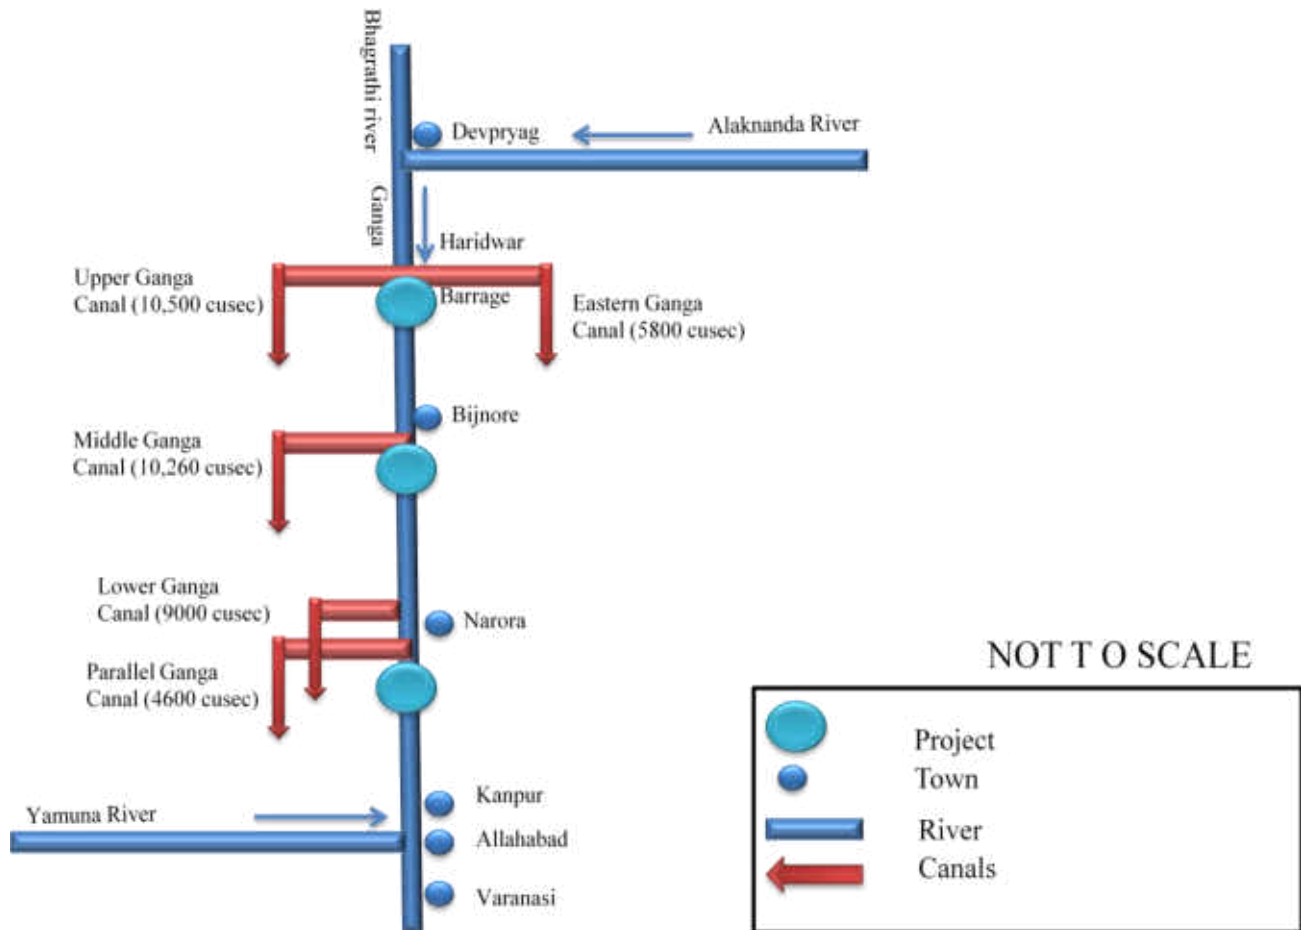 Bhagrathi river
Devpryag
Alaknanda River
Ganga
Haridwar
Upper Ganga
Canal (10,500 cusec)
Barrage
Eastern Ganga
Canal (5800 cusec)
Bijnore
Middle Ganga
Canal (10,260 cusec)
Lower Ganga
Canal (9000 cusec)
Narora
Parallel Ganga
Canal (4600 cusec)
NOT T O SCALE
Project
Town
River
Canals
Yamuna River
Kanpur
Allahabad
Varanasi